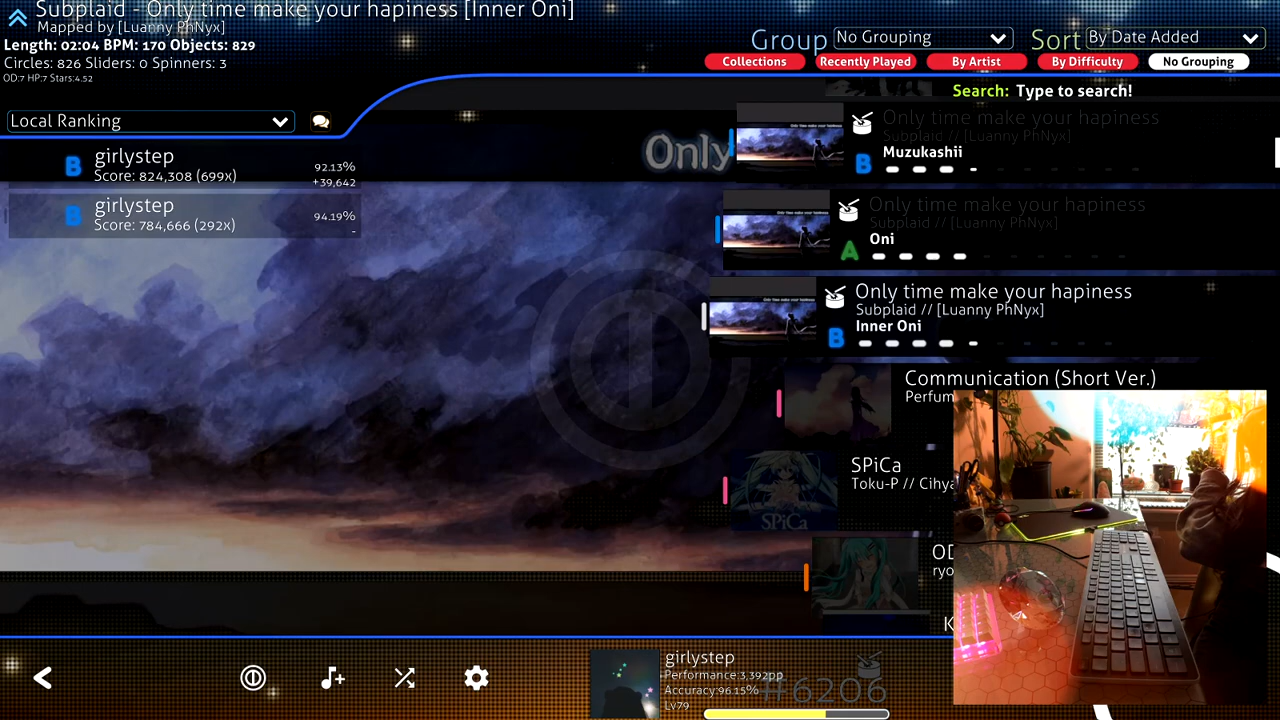 Subplaid - Only time make your hapiness [Inner Oni]
Mapped by [Luanny PhNyx]
Length: 02:04 BPM: 170 Objects: 829
Circles: 826 Sliders: 0 Spinners: 3
OD:7 HP:7 Stars:4.52
Group No Grouping
Sort By Date Added
Collections
Recently Played
By Artist
By Difficulty
No Grouping
Search: Type to search!
Local Ranking
B
girlystep
Score: 824,308 (699x)
92.13%
+39,642
B
girlystep
Score: 784,666 (292x)
94.19%
-
Only
Only time make your hapiness
Subplaid // [Luanny PhNyx]
B
Muzukashii
Only time make your hapiness
Subplaid // [Luanny PhNyx]
A
Oni
Only time make your hapiness
Subplaid // [Luanny PhNyx]
B
Inner Oni
Communication (Short Ver.)
Perfum
SPiCa
Toku-P // Cihya
SPiCa
OD
ryo
K
girlystep
Performance:3,392pp
Accuracy:96.15%
Lv79
#6206